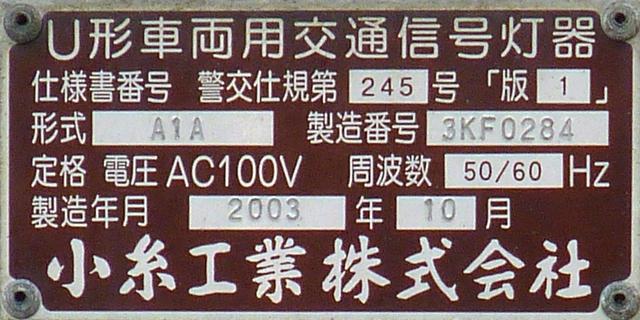 U形車両用交通信号灯器
仕様書番号 警交仕規第 245 号 「版 1 」
形式 A1A 製造番号 3KF0284
定格 電圧 AC100V 周波数 50/60 Hz
製造年月 2003 年 10 月
小糸工業株式会社